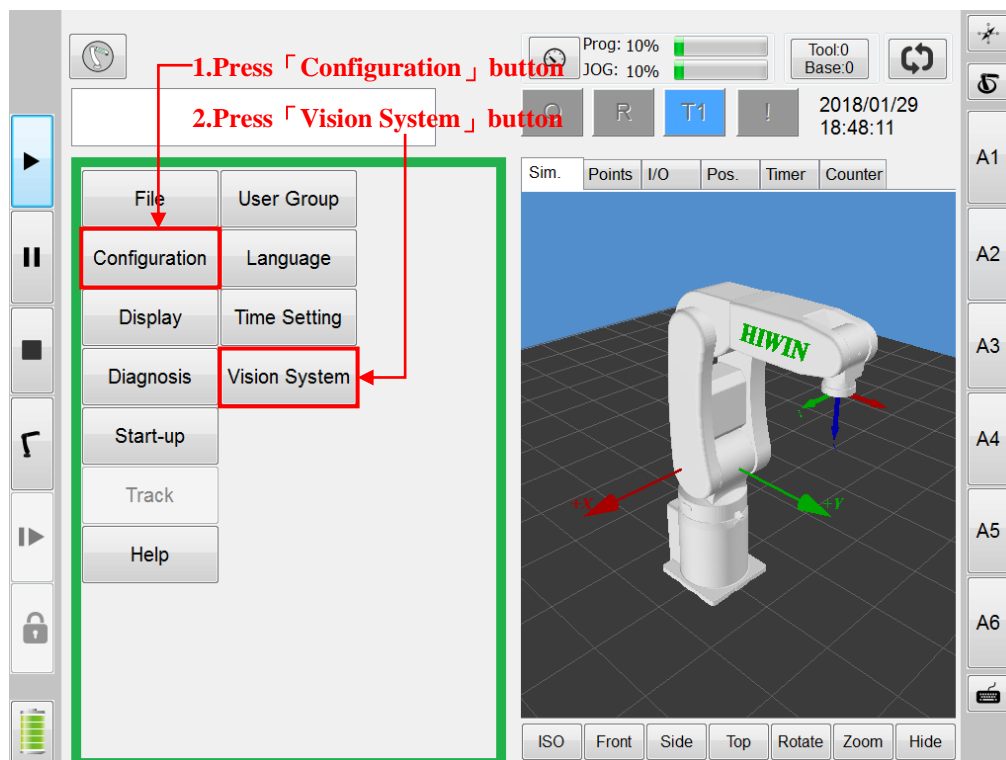 Prog: 10%
JOG: 10%
Tool:0
Base:0
1.Press「Configuration」button
2.Press「Vision System」button
O R T1 !
2018/01/29
18:48:11
Sim. Points I/O Pos. Timer Counter
File User Group
Configuration Language
Display Time Setting
Diagnosis Vision System
Start-up
Track
Help
HIWIN
+X
+Y
A1
A2
A3
A4
A5
A6
ISO Front Side Top Rotate Zoom Hide